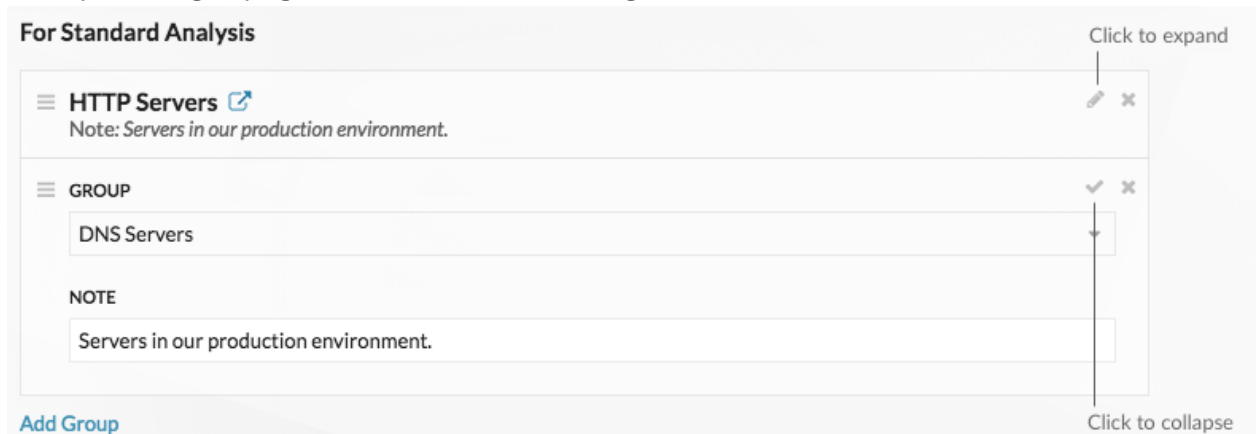 For Standard Analysis
Click to expand
HTTP Servers
Note: Servers in our production environment.
GROUP
DNS Servers
NOTE
Servers in our production environment.
Add Group
Click to collapse